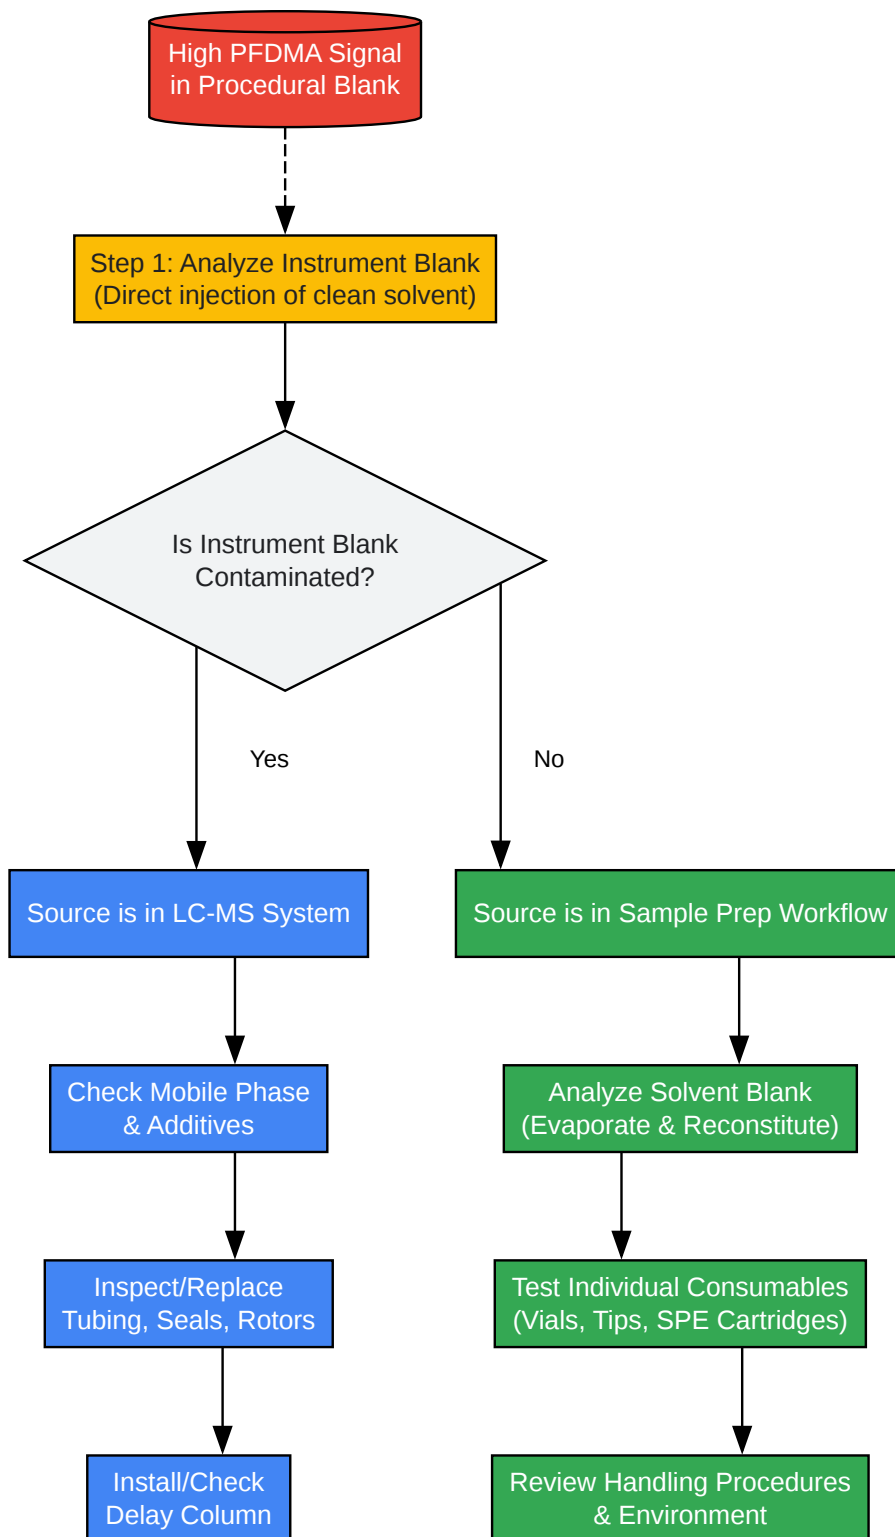 High PFDMA Signal
in Procedural Blank
Step 1: Analyze Instrument Blank
(Direct injection of clean solvent)
Is Instrument Blank
Contaminated?
Yes
No
Source is in LC-MS System
Source is in Sample Prep Workflow
Check Mobile Phase
& Additives
Analyze Solvent Blank
(Evaporate & Reconstitute)
Inspect/Replace
Tubing, Seals, Rotors
Test Individual Consumables
(Vials, Tips, SPE Cartridges)
Install/Check
Delay Column
Review Handling Procedures
& Environment